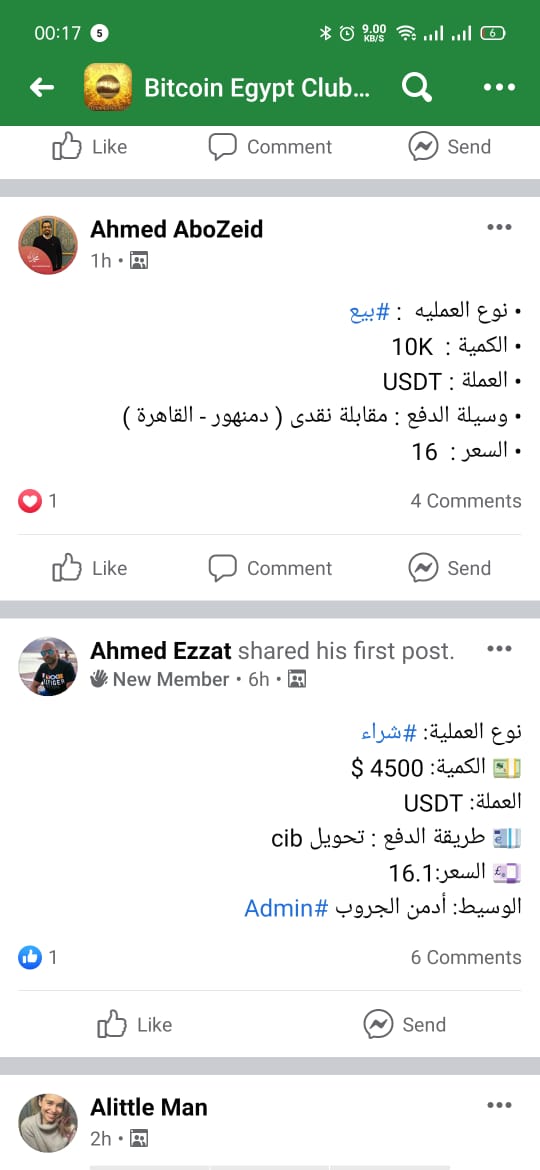 00:17 5 9.00 KB/S 6
Bitcoin Egypt Club...
Like Comment Send
Ahmed AboZeid
1h •
• نوع العمليه : #بيع
• الكمية : 10K
• العملة : USDT
• وسيلة الدفع : مقابلة نقدى ( دمنهور - القاهرة )
• السعر : 16
1 4 Comments
Like Comment Send
Ahmed Ezzat shared his first post.
New Member • 6h •
نوع العملية: #شراء
💵 الكمية: 4500 $
العملة: USDT
💶 طريقة الدفع : تحويل cib
💷 السعر:16.1
الوسيط: أدمن الجروب #Admin
1 6 Comments
Like Send
Alittle Man
2h •